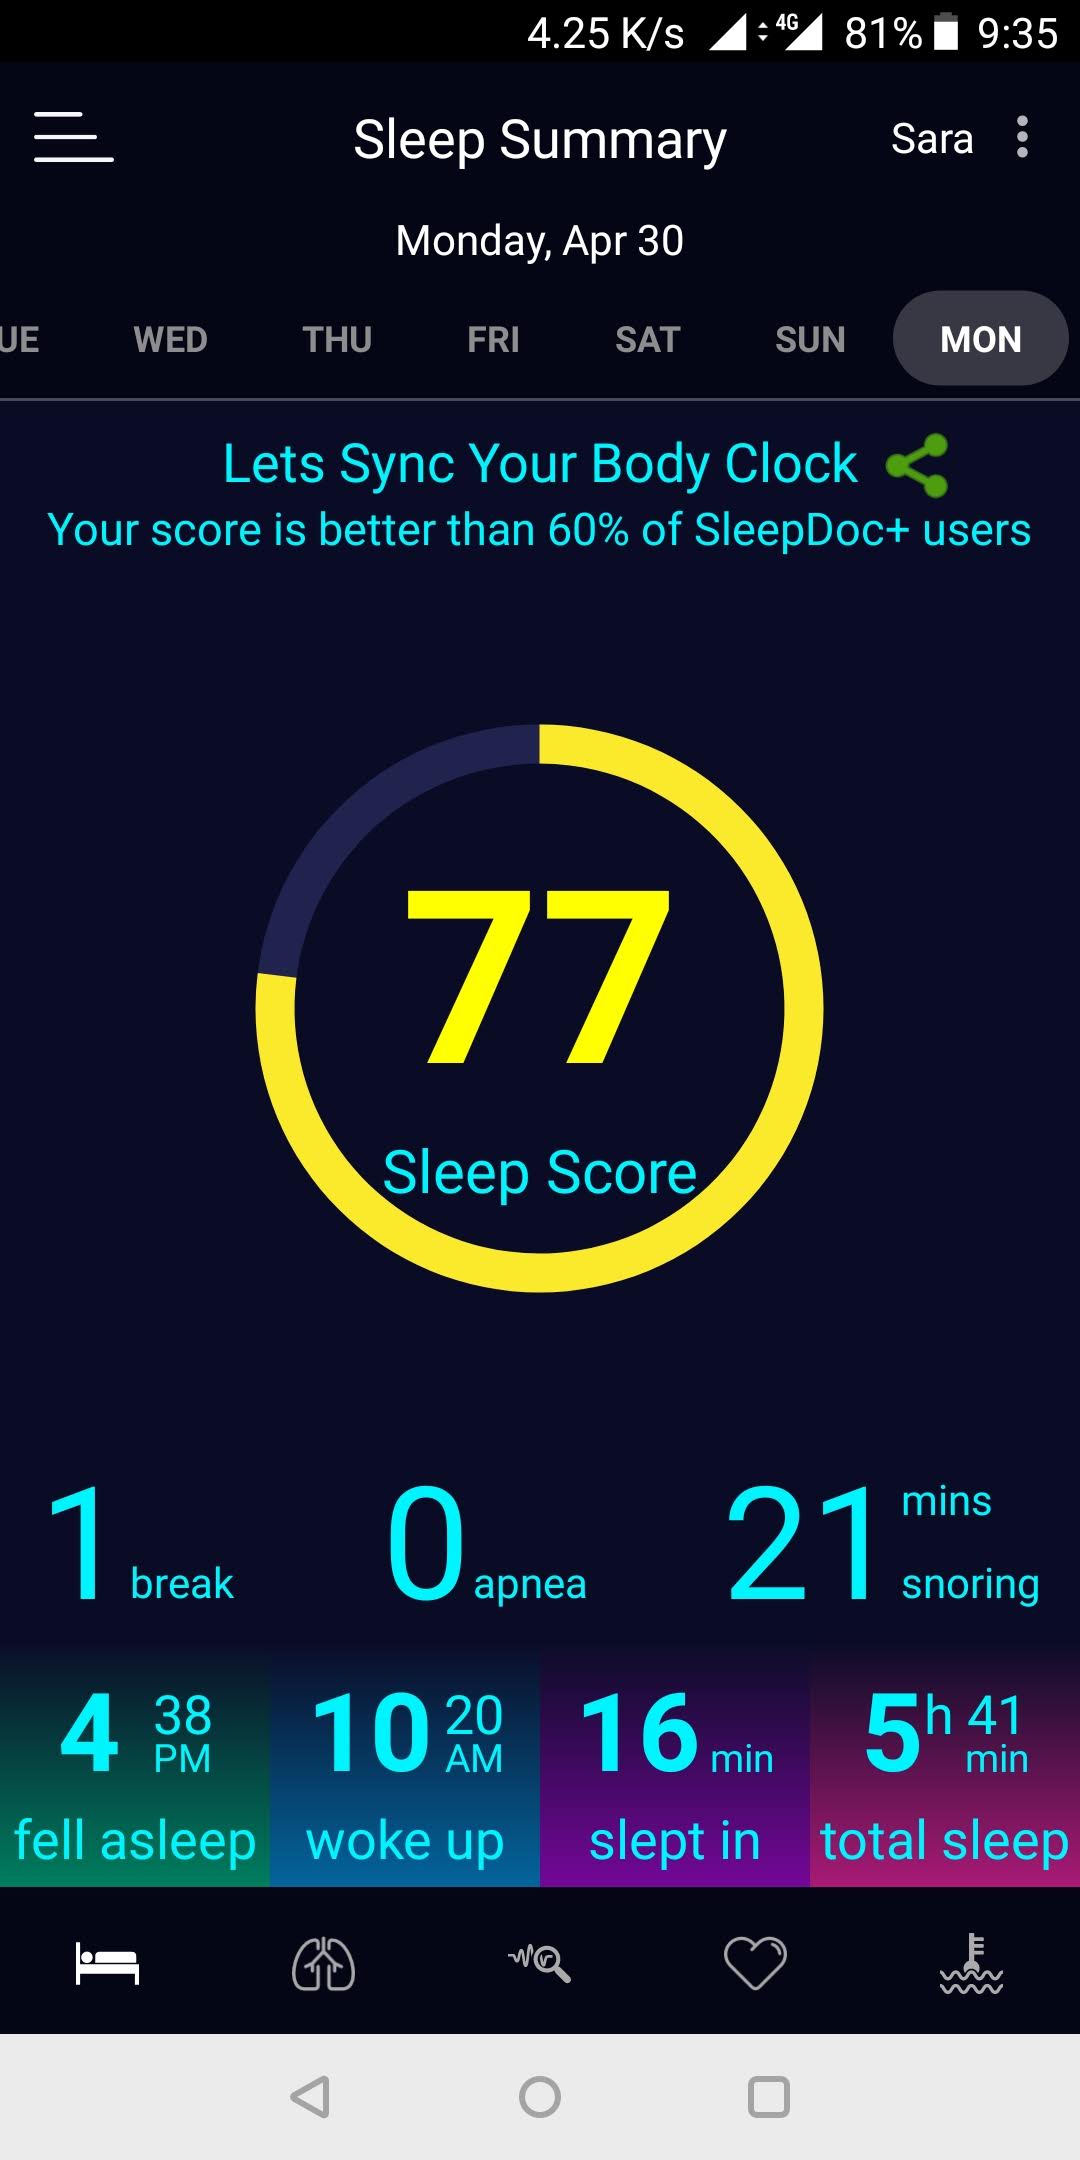 4.25 K/s 4G 81% 9:35
Sleep Summary Sara
Monday, Apr 30
UE WED THU FRI SAT SUN MON
Lets Sync Your Body Clock
Your score is better than 60% of SleepDoc+ users
77
Sleep Score
1 break 0 apnea 21 mins snoring
4 38 PM 10 20 AM 16 min 5h 41 min
fell asleep woke up slept in total sleep